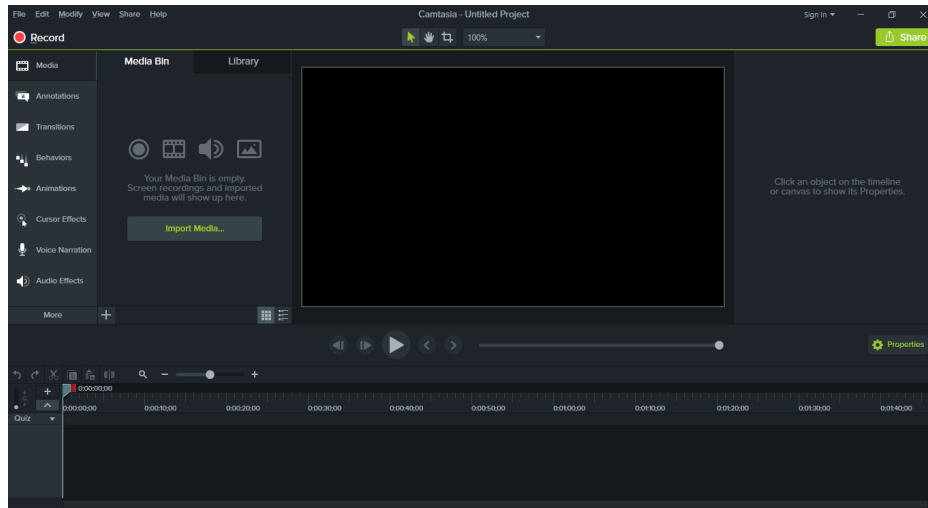 File Edit Modify View Share Help
Camtasia - Untitled Project
Sign In
Record
100%
Share
Media
Annotations
Transitions
Behaviors
Animations
Cursor Effects
Voice Narration
Audio Effects
More
Media Bin
Library
Your Media Bin is empty.
Screen recordings and imported
media will show up here.
Import Media...
Click an object on the timeline
or canvas to show its Properties.
Properties
0:00:00;00
0:00:00;00 0:00:10;00 0:00:20;00 0:00:30;00 0:00:40;00 0:00:50;00 0:01:00;00 0:01:10;00 0:01:20;00 0:01:30;00 0:01:40;00
Quiz